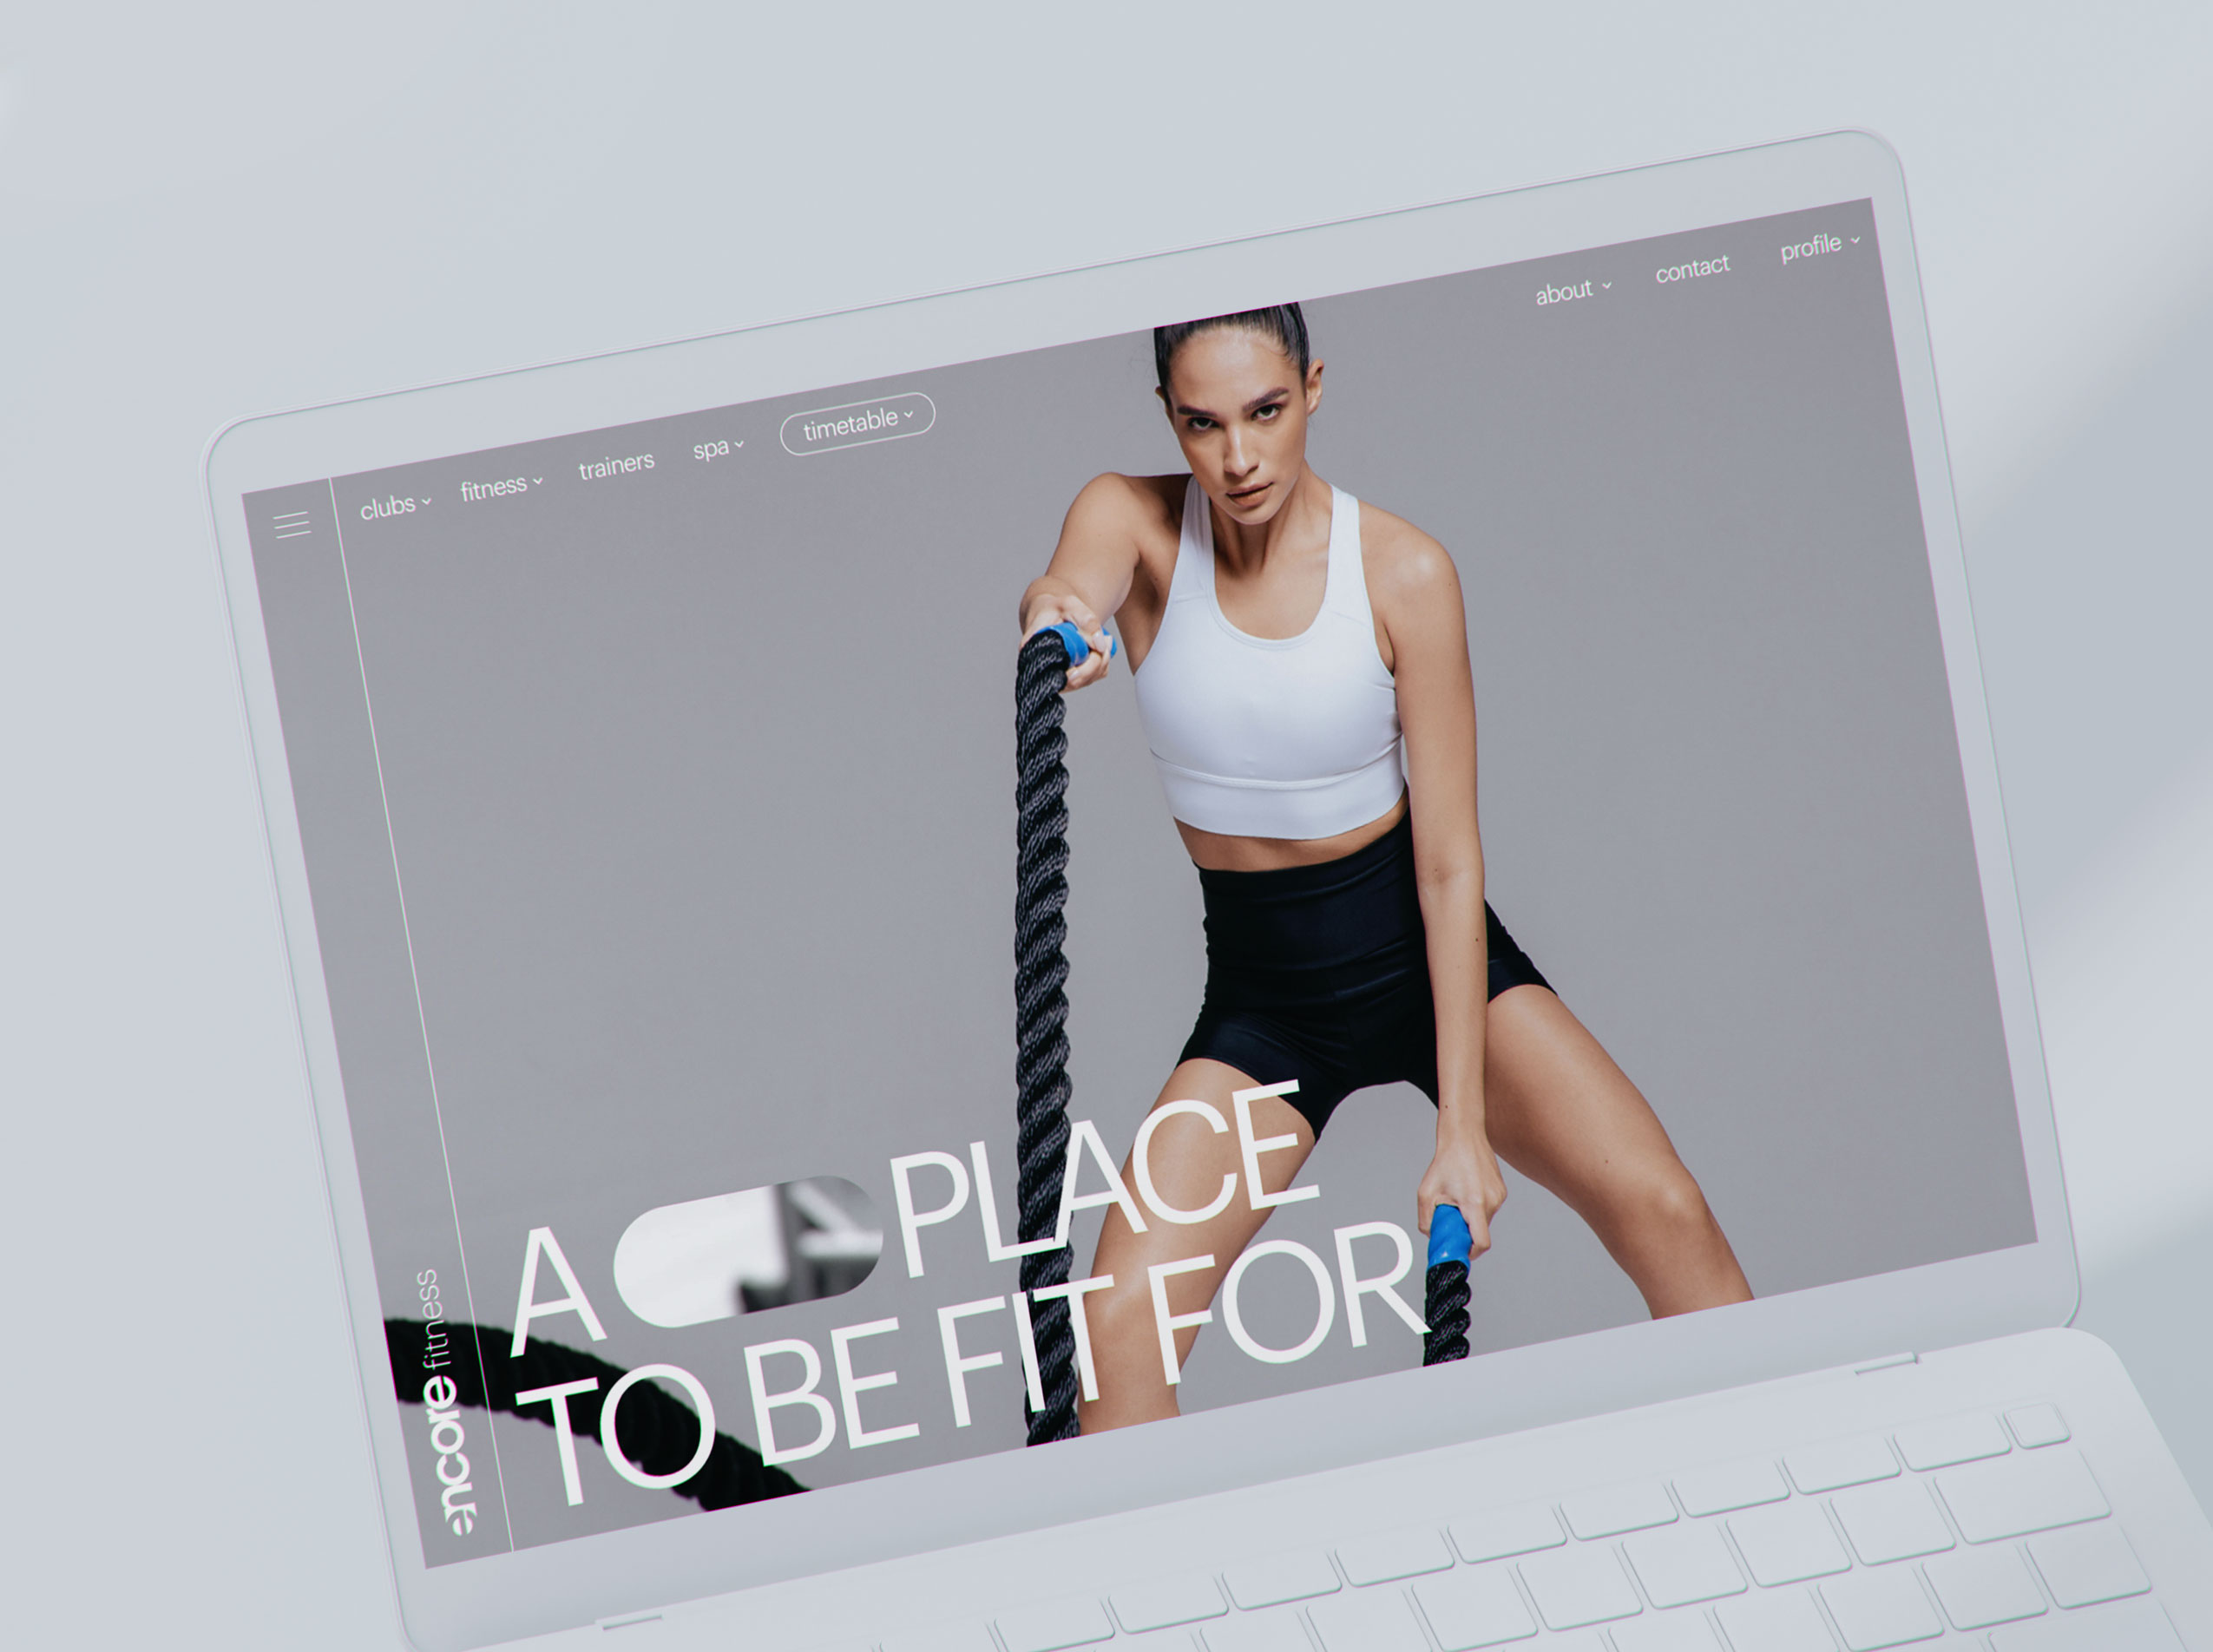 clubs
fitness
trainers
spa
timetable
about
contact
profile
A PLACE
TO BE FIT FOR
encore fitness